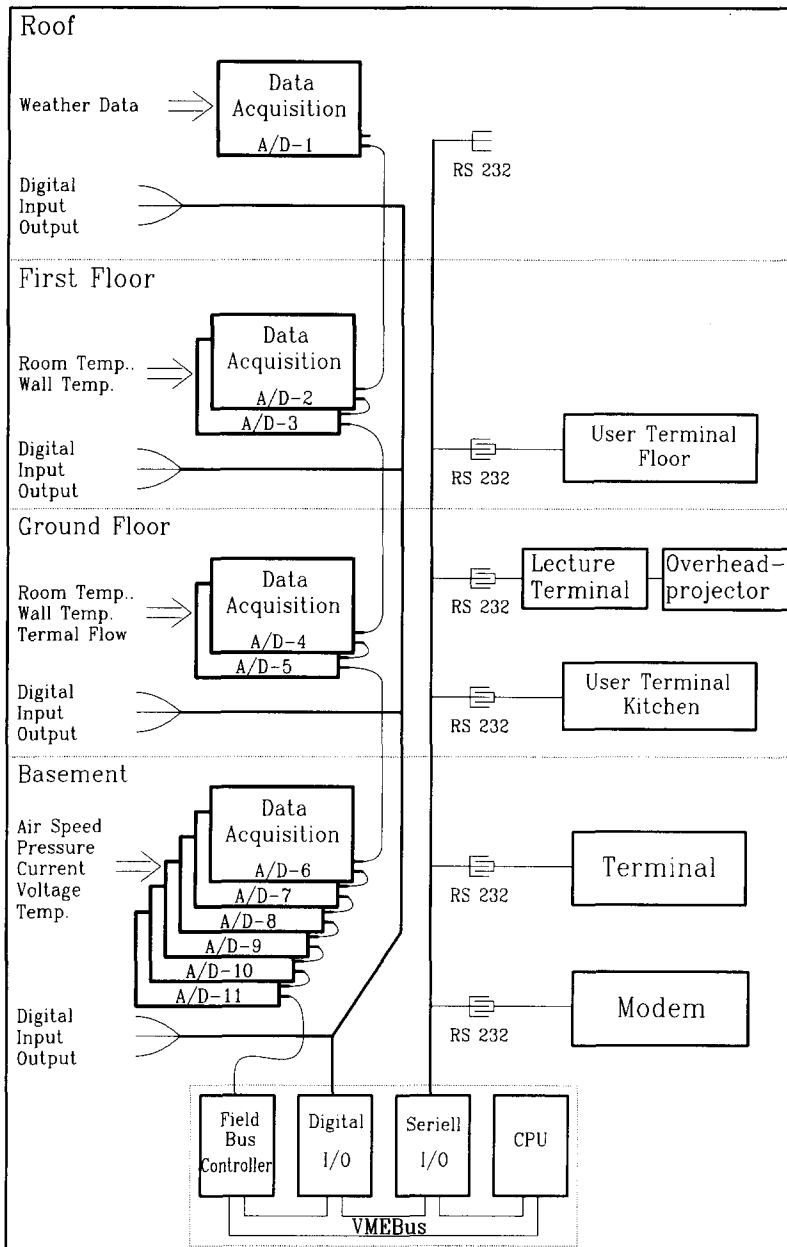 Roof
Data
Acquisition
A/D-1
Weather Data
RS 232
Digital
Input
Output
First Floor
Data
Acquisition
A/D-2
A/D-3
Room Temp..
Wall Temp.
Digital
Input
Output
RS 232
User Terminal
Floor
Ground Floor
Data
Acquisition
A/D-4
A/D-5
Room Temp..
Wall Temp.
Termal Flow
RS 232
Lecture
Terminal
Overhead-
projector
Digital
Input
Output
RS 232
User Terminal
Kitchen
Basement
Data
Acquisition
A/D-6
A/D-7
A/D-8
A/D-9
A/D-10
A/D-11
Air Speed
Pressure
Current
Voltage
Temp.
RS 232
Terminal
Digital
Input
Output
RS 232
Modem
Field
Bus
Controller
Digital
I/O
Seriell
I/O
CPU
VMEBus